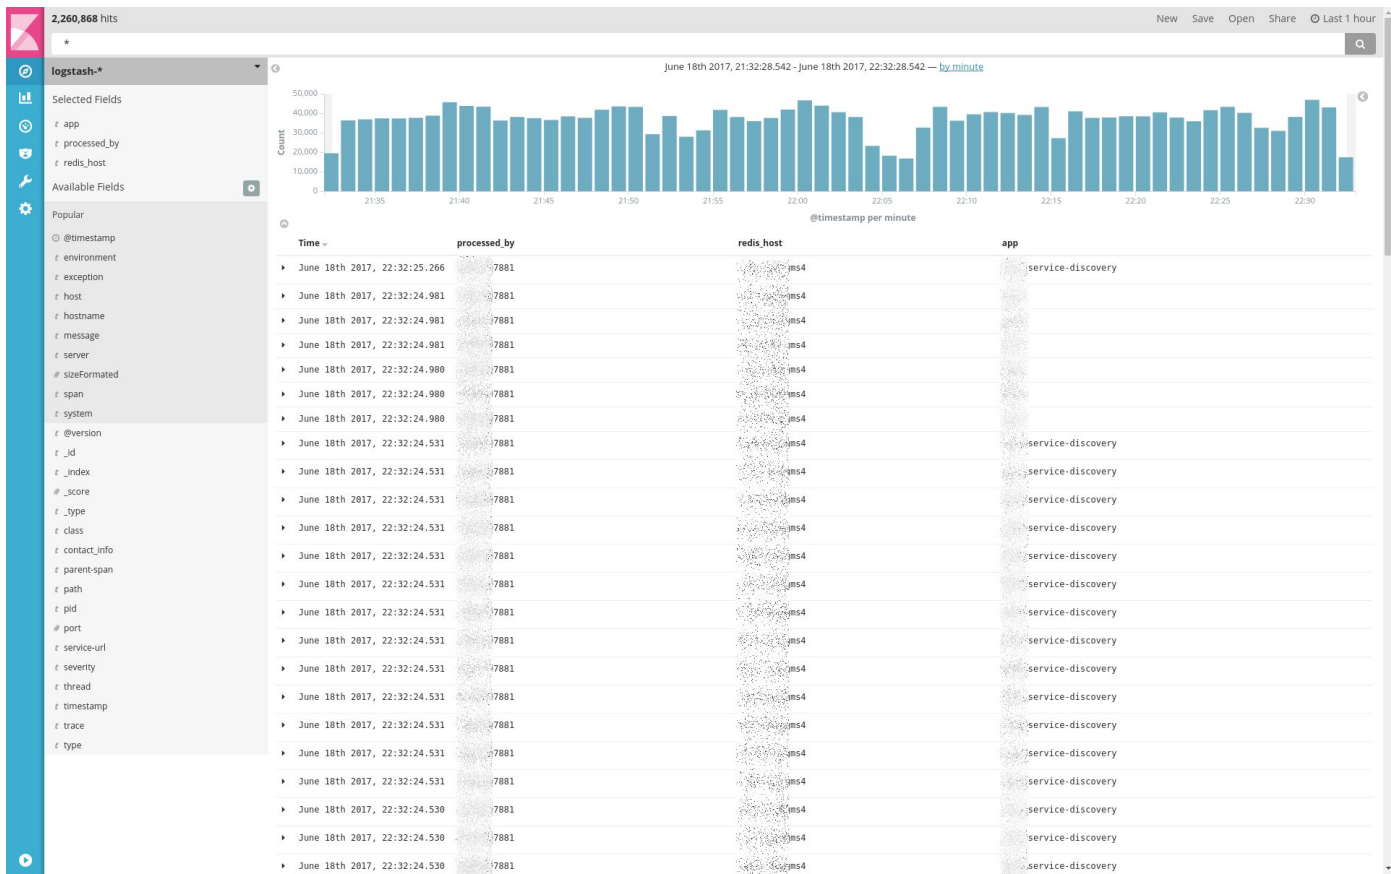 2,260,868 hits
New Save Open Share Last 1 hour
*
logstash-*
Selected Fields
t app
t processed_by
t redis_host
Available Fields
Popular
@timestamp
t environment
t exception
t host
t hostname
t message
t server
# sizeFormated
t span
t system
t @version
t _id
t _index
# _score
t _type
t class
t contact_info
t parent-span
t path
t pid
# port
t service-url
t severity
t thread
t timestamp
t trace
t type
June 18th 2017, 21:32:28.542 - June 18th 2017, 22:32:28.542 — by minute
Count
50,000
40,000
30,000
20,000
10,000
0
21:35 21:40 21:45 21:50 21:55 22:00 22:05 22:10 22:15 22:20 22:25 22:30
@timestamp per minute
Time processed_by redis_host app
June 18th 2017, 22:32:25.266 7881 ms4 service-discovery
June 18th 2017, 22:32:24.981 7881 ms4
June 18th 2017, 22:32:24.981 7881 ms4
June 18th 2017, 22:32:24.981 7881 ms4
June 18th 2017, 22:32:24.980 7881 ms4
June 18th 2017, 22:32:24.980 7881 ms4
June 18th 2017, 22:32:24.980 7881 ms4
June 18th 2017, 22:32:24.531 7881 ms4 service-discovery
June 18th 2017, 22:32:24.531 7881 ms4 service-discovery
June 18th 2017, 22:32:24.531 7881 ms4 service-discovery
June 18th 2017, 22:32:24.531 7881 ms4 service-discovery
June 18th 2017, 22:32:24.531 7881 ms4 service-discovery
June 18th 2017, 22:32:24.531 7881 ms4 service-discovery
June 18th 2017, 22:32:24.531 7881 ms4 service-discovery
June 18th 2017, 22:32:24.531 7881 ms4 service-discovery
June 18th 2017, 22:32:24.531 7881 ms4 service-discovery
June 18th 2017, 22:32:24.531 7881 ms4 service-discovery
June 18th 2017, 22:32:24.531 7881 ms4 service-discovery
June 18th 2017, 22:32:24.531 7881 ms4 service-discovery
June 18th 2017, 22:32:24.531 7881 ms4 service-discovery
June 18th 2017, 22:32:24.530 7881 ms4 service-discovery
June 18th 2017, 22:32:24.530 7881 ms4 service-discovery
June 18th 2017, 22:32:24.530 7881 ms4 service-discovery